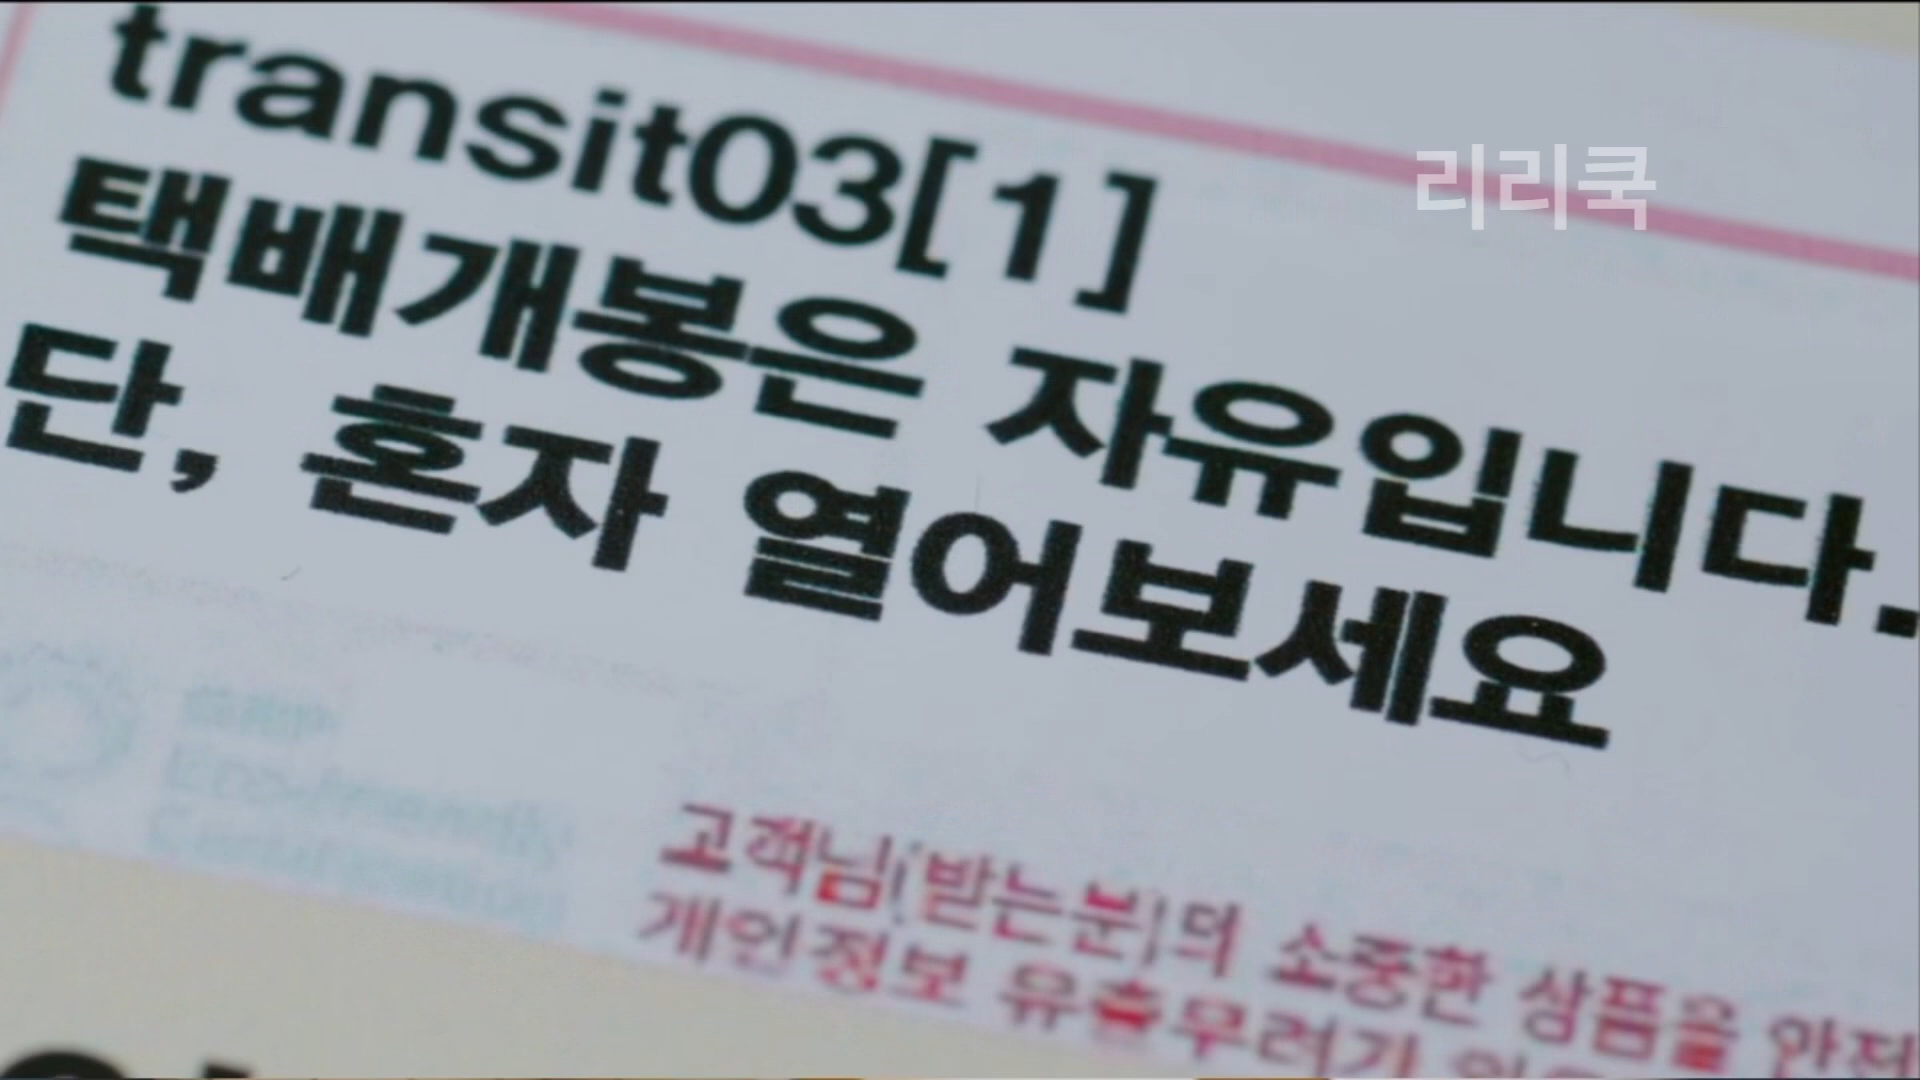 transit03[1]
리리쿡
택배개봉은 자유입니다.
단, 혼자 열어보세요
고객님(받는분)의 소중한 상품을 안전
개인정보 유출우려가